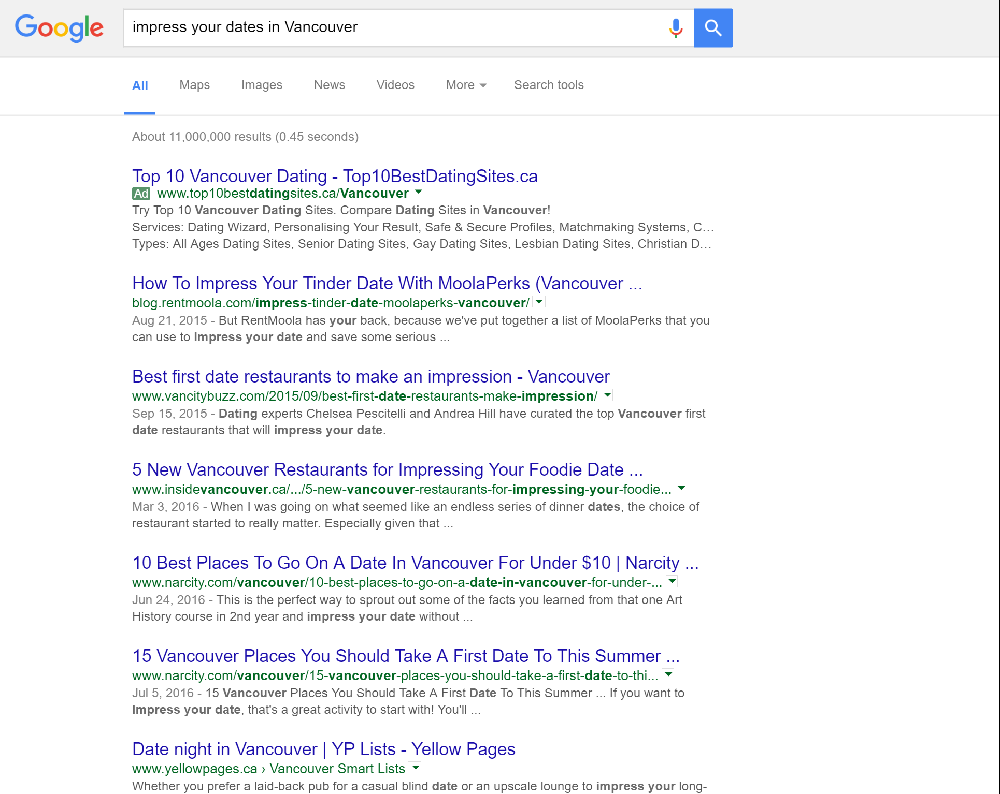 Google
impress your dates in Vancouver
All Maps Images News Videos More Search tools
About 11,000,000 results (0.45 seconds)
Top 10 Vancouver Dating - Top10BestDatingSites.ca
Ad www.top10bestdatingsites.ca/Vancouver
Try Top 10 Vancouver Dating Sites. Compare Dating Sites in Vancouver!
Services: Dating Wizard, Personalising Your Result, Safe & Secure Profiles, Matchmaking Systems, C...
Types: All Ages Dating Sites, Senior Dating Sites, Gay Dating Sites, Lesbian Dating Sites, Christian D...
How To Impress Your Tinder Date With MoolaPerks (Vancouver ...
blog.rentmoola.com/impress-tinder-date-moolaperks-vancouver/
Aug 21, 2015 - But RentMoola has your back, because we've put together a list of MoolaPerks that you
can use to impress your date and save some serious ...
Best first date restaurants to make an impression - Vancouver
www.vancitybuzz.com/2015/09/best-first-date-restaurants-make-impression/
Sep 15, 2015 - Dating experts Chelsea Pescitelli and Andrea Hill have curated the top Vancouver first
date restaurants that will impress your date.
5 New Vancouver Restaurants for Impressing Your Foodie Date ...
www.insidevancouver.ca/.../5-new-vancouver-restaurants-for-impressing-your-foodie...
Mar 3, 2016 - When I was going on what seemed like an endless series of dinner dates, the choice of
restaurant started to really matter. Especially given that ...
10 Best Places To Go On A Date In Vancouver For Under $10 | Narcity ...
www.narcity.com/vancouver/10-best-places-to-go-on-a-date-in-vancouver-for-under-...
Jun 24, 2016 - This is the perfect way to sprout out some of the facts you learned from that one Art
History course in 2nd year and impress your date without ...
15 Vancouver Places You Should Take A First Date To This Summer ...
www.narcity.com/vancouver/15-vancouver-places-you-should-take-a-first-date-to-thi...
Jul 5, 2016 - 15 Vancouver Places You Should Take A First Date To This Summer ... If you want to
impress your date, that's a great activity to start with! You'll ...
Date night in Vancouver | YP Lists - Yellow Pages
www.yellowpages.ca › Vancouver Smart Lists
Whether you prefer a laid-back pub for a casual blind date or an upscale lounge to impress your long-